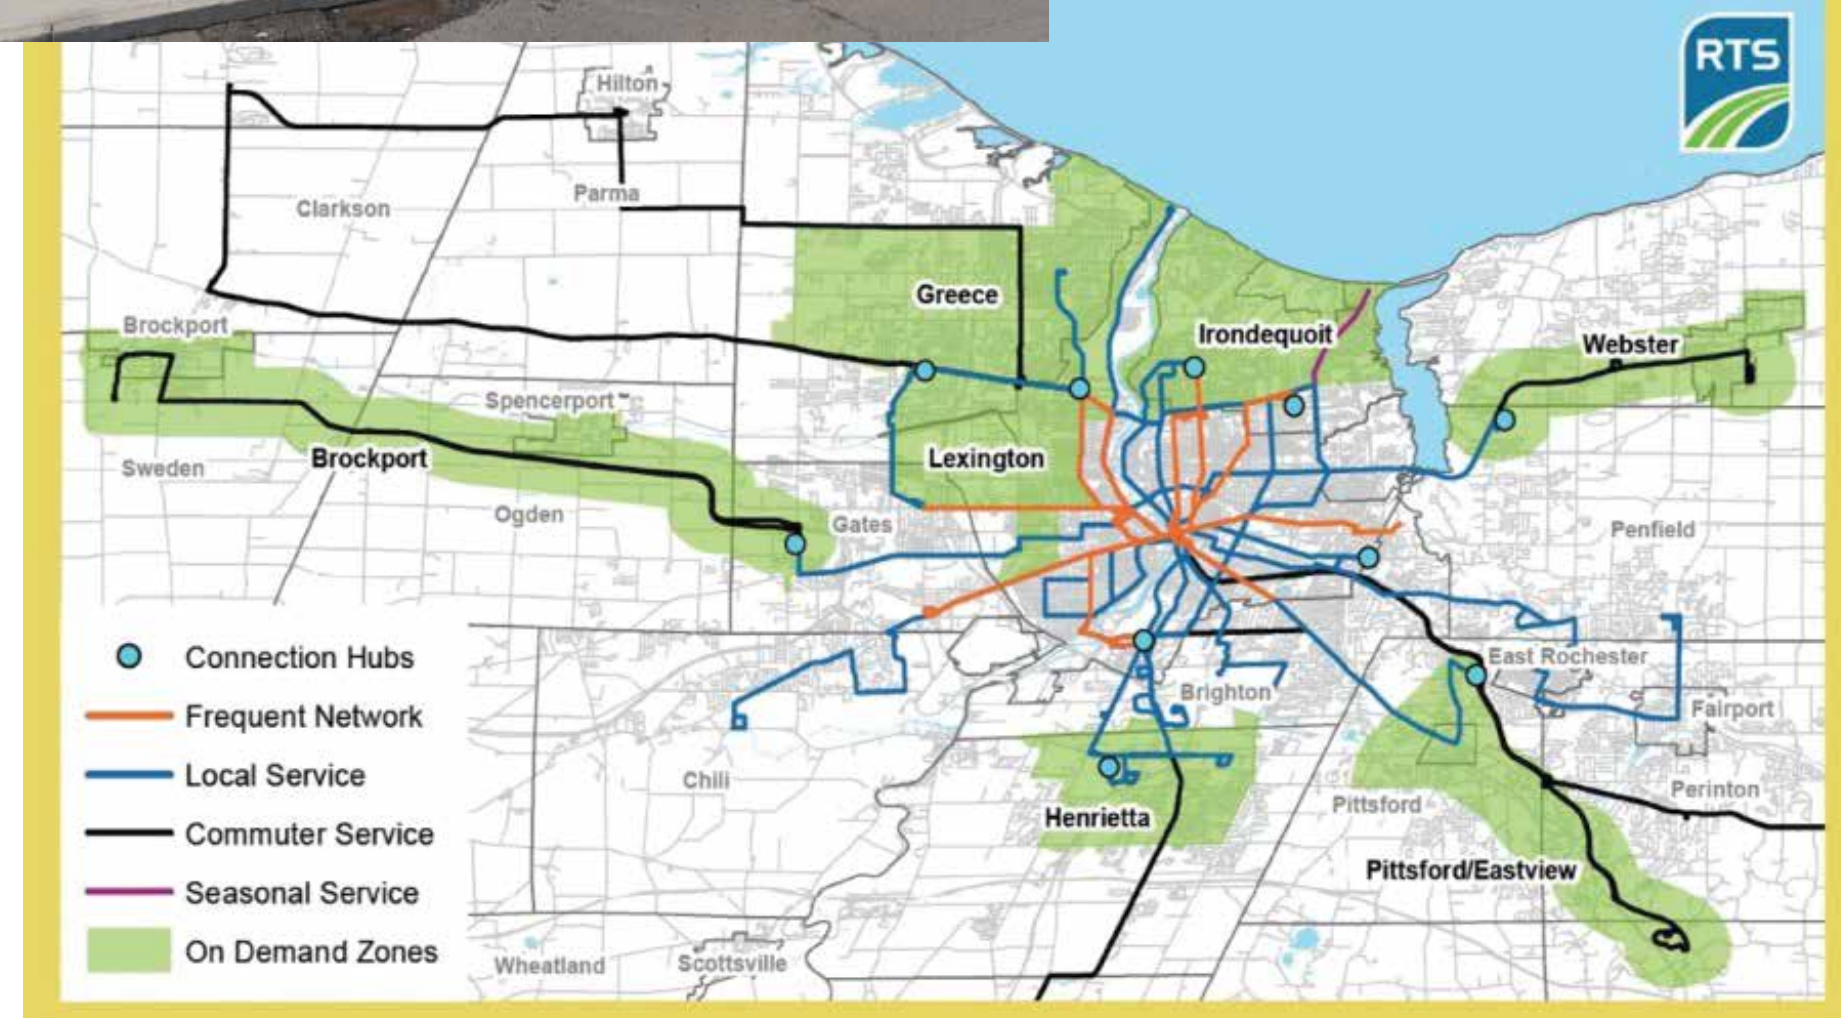 RTS
Hilton
Parma
Clarkson
Greece
Brockport
Irondequoit
Webster
Spencerport
Brockport
Lexington
Sweden
Ogden
Gates
Penfield
Connection Hubs
Frequent Network
Local Service
Commuter Service
Seasonal Service
On Demand Zones
East Rochester
Brighton
Fairport
Chili
Perinton
Pittsford
Henrietta
Pittsford/Eastview
Wheatland
Scottsville